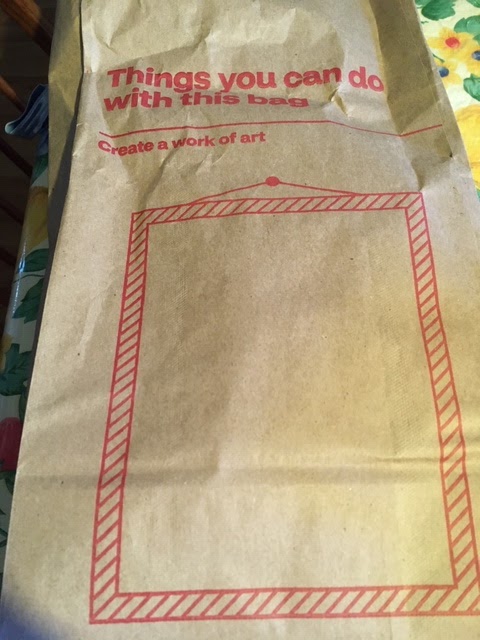 Things you can do
with this bag
Create a work of art